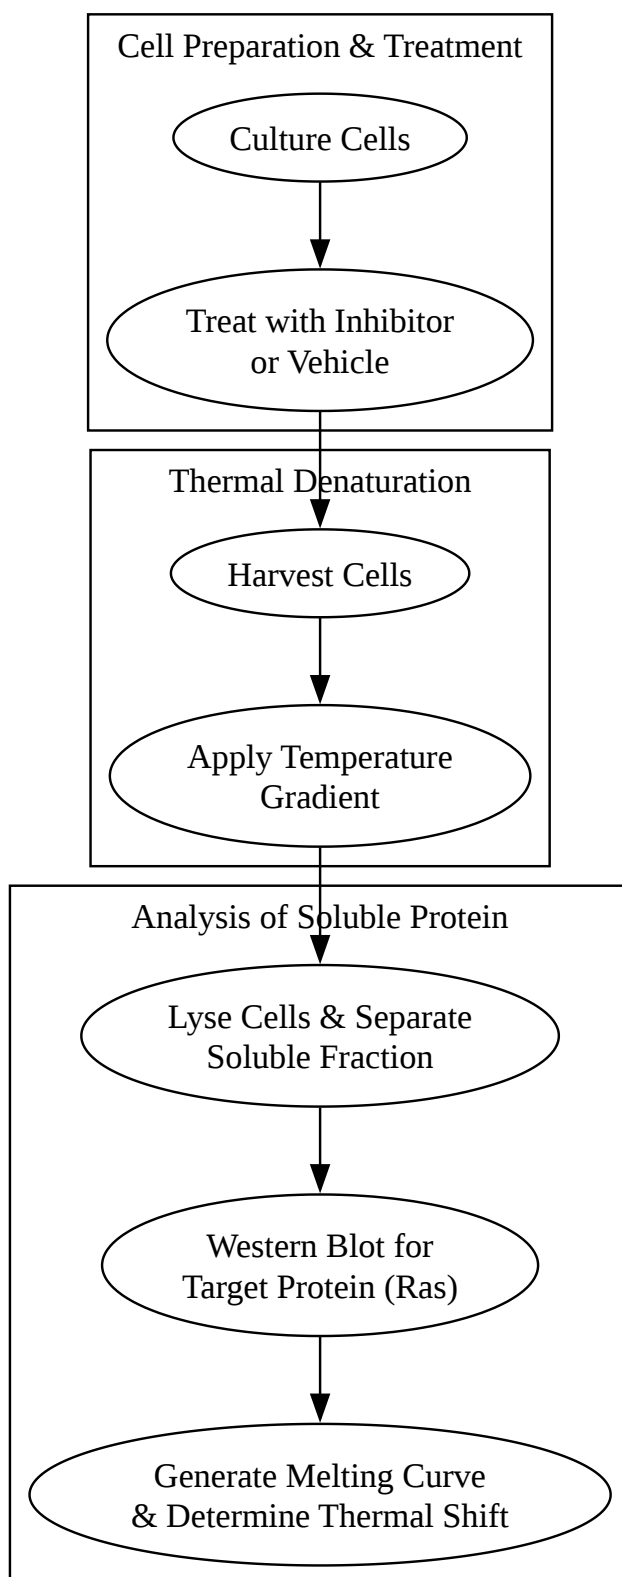 Cell Preparation & Treatment
Culture Cells
Treat with Inhibitor
or Vehicle
Thermal Denaturation
Harvest Cells
Apply Temperature
Gradient
Analysis of Soluble Protein
Lyse Cells & Separate
Soluble Fraction
Western Blot for
Target Protein (Ras)
Generate Melting Curve
& Determine Thermal Shift